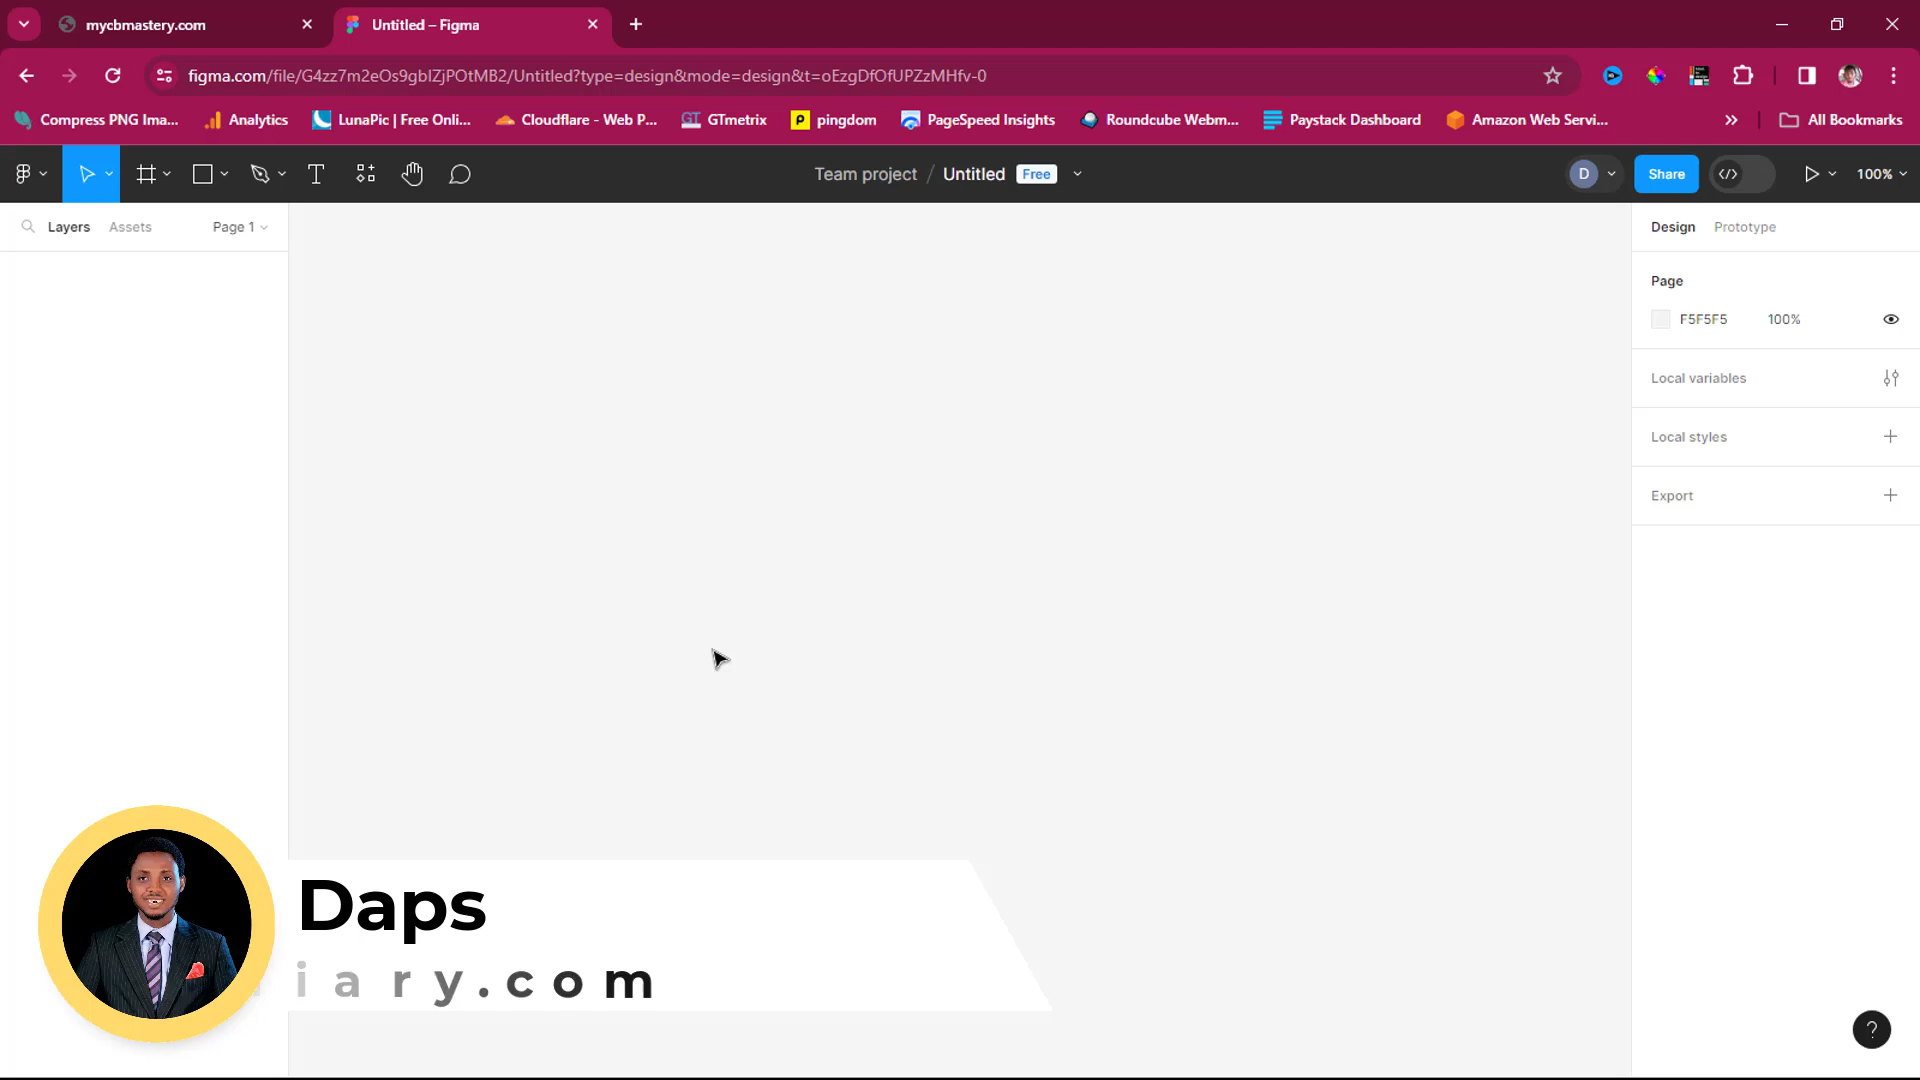 mycbmastery.com
Untitled – Figma
figma.com/file/G4zz7m2eOs9gbIZjPOtMB2/Untitled?type=design&mode=design&t=oEzgDfOfUPZzMHfv-0
Compress PNG Ima... Analytics LunaPic | Free Onli... Cloudflare - Web P... GTmetrix pingdom PageSpeed Insights Roundcube Webm... Paystack Dashboard Amazon Web Servi... » All Bookmarks
Team project / Untitled Free D Share 100%
Layers Assets Page 1
Design Prototype
Page
F5F5F5 100%
Local variables
Local styles
Export
Daps
iary.com
?